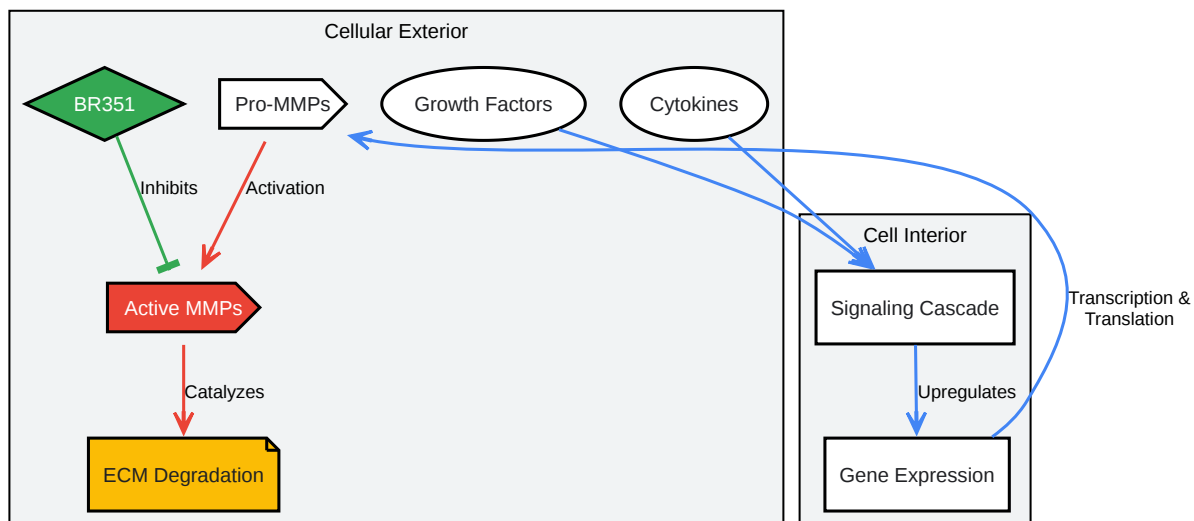 Cellular Exterior
BR351
Pro-MMPs
Growth Factors
Cytokines
Inhibits
Activation
Cell Interior
Active MMPs
Signaling Cascade
Transcription &
Translation
Catalyzes
Upregulates
ECM Degradation
Gene Expression